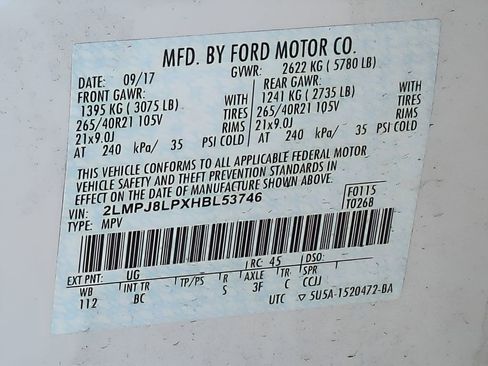 MFD. BY FORD MOTOR CO.
DATE: 09/17 GVWR: 2622 KG ( 5780 LB)
FRONT GAWR: REAR GAWR:
1395 KG ( 3075 LB) WITH 1241 KG ( 2735 LB) WITH
265/40R21 105V TIRES 265/40R21 105V TIRES
21x9.0J RIMS 21x9.0J RIMS
AT 240 kPa/ 35 PSI COLD AT 240 kPa/ 35 PSI COLD
THIS VEHICLE CONFORMS TO ALL APPLICABLE FEDERAL MOTOR
VEHICLE SAFETY AND THEFT PREVENTION STANDARDS IN
EFFECT ON THE DATE OF MANUFACTURE SHOWN ABOVE.
VIN: 2LMPJ8LPXHBL53746 F0115
TYPE: MPV T0268
EXT PNT: UG RC: 45 DSO:
WB INT TR TP/PS R AXLE TR SPR
112 BC S 3F C CCJJ
UTC ▽ 5U5A-1520472-BA